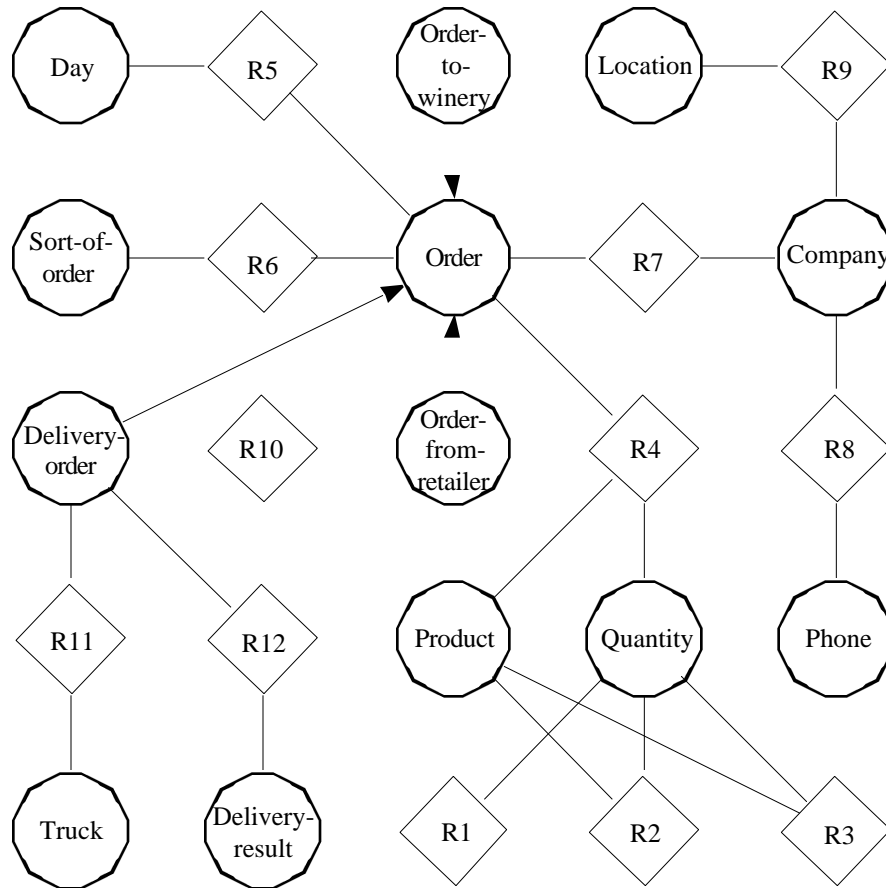 Day
R5
Order-
to-
winery
Location
R9
Sort-of-
order
R6
Order
R7
Company
Delivery-
order
R10
Order-
from-
retailer
R4
R8
R11
R12
Product
Quantity
Phone
Truck
Delivery-
result
R1
R2
R3